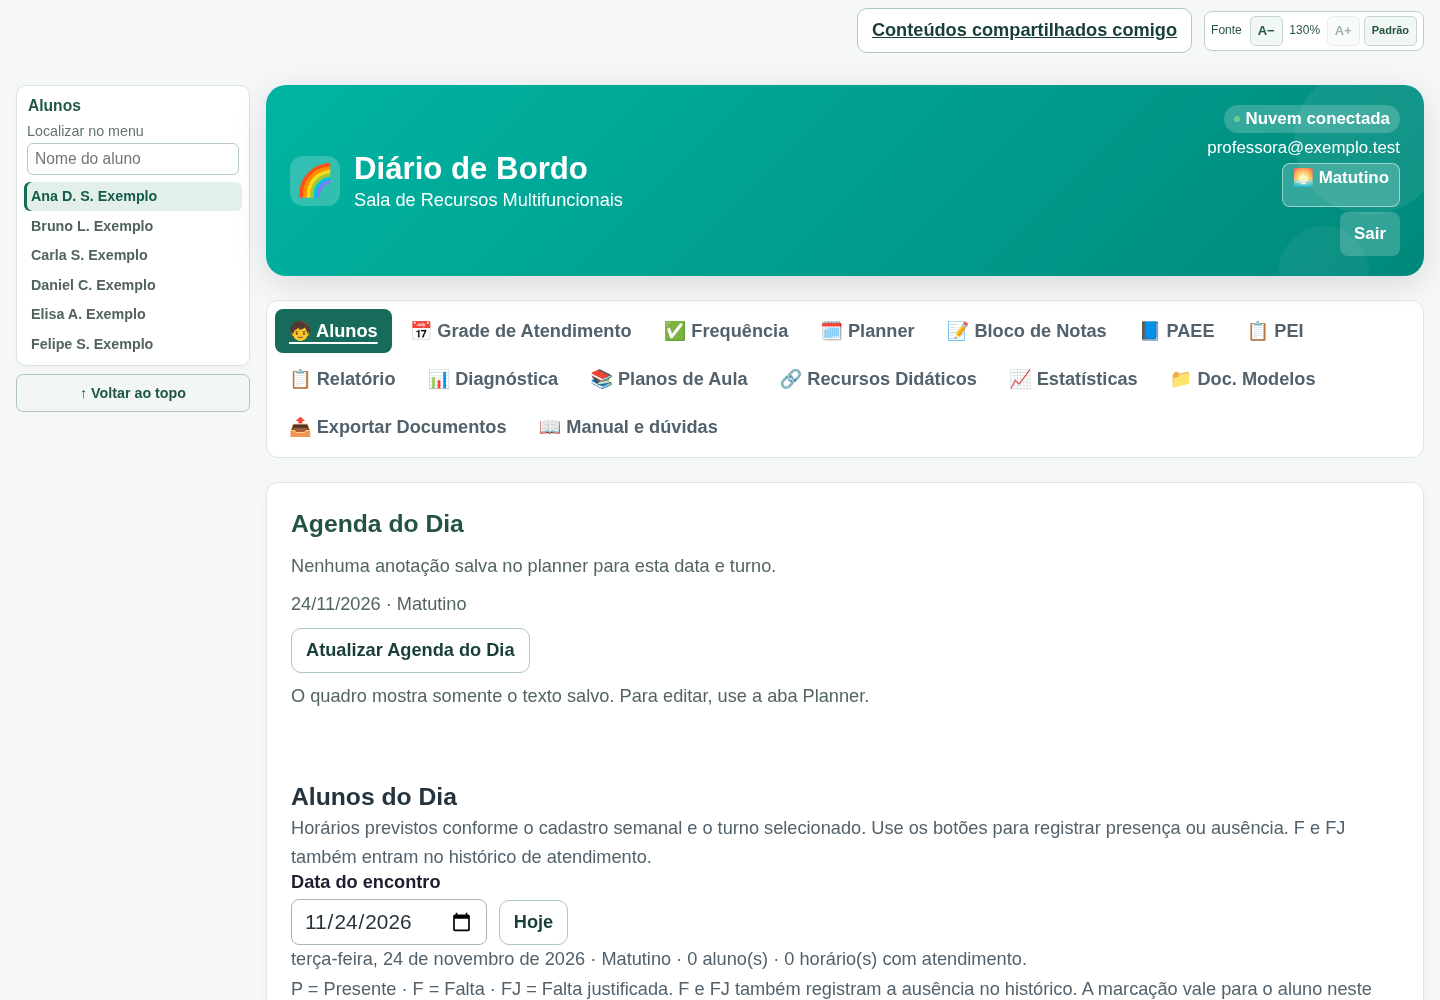 Conteúdos compartilhados comigo
Fonte A− 130% A+ Padrão
Alunos
Localizar no menu
Nome do aluno
Ana D. S. Exemplo
Bruno L. Exemplo
Carla S. Exemplo
Daniel C. Exemplo
Elisa A. Exemplo
Felipe S. Exemplo
↑ Voltar ao topo
Diário de Bordo
Sala de Recursos Multifuncionais
Nuvem conectada
professora@exemplo.test
Matutino
Sair
Alunos Grade de Atendimento Frequência Planner Bloco de Notas PAEE PEI
Relatório Diagnóstica Planos de Aula Recursos Didáticos Estatísticas Doc. Modelos
Exportar Documentos Manual e dúvidas
Agenda do Dia
Nenhuma anotação salva no planner para esta data e turno.
24/11/2026 · Matutino
Atualizar Agenda do Dia
O quadro mostra somente o texto salvo. Para editar, use a aba Planner.
Alunos do Dia
Horários previstos conforme o cadastro semanal e o turno selecionado. Use os botões para registrar presença ou ausência. F e FJ
também entram no histórico de atendimento.
Data do encontro
11/24/2026 Hoje
terça-feira, 24 de novembro de 2026 · Matutino · 0 aluno(s) · 0 horário(s) com atendimento.
P = Presente · F = Falta · FJ = Falta justificada. F e FJ também registram a ausência no histórico. A marcação vale para o aluno neste